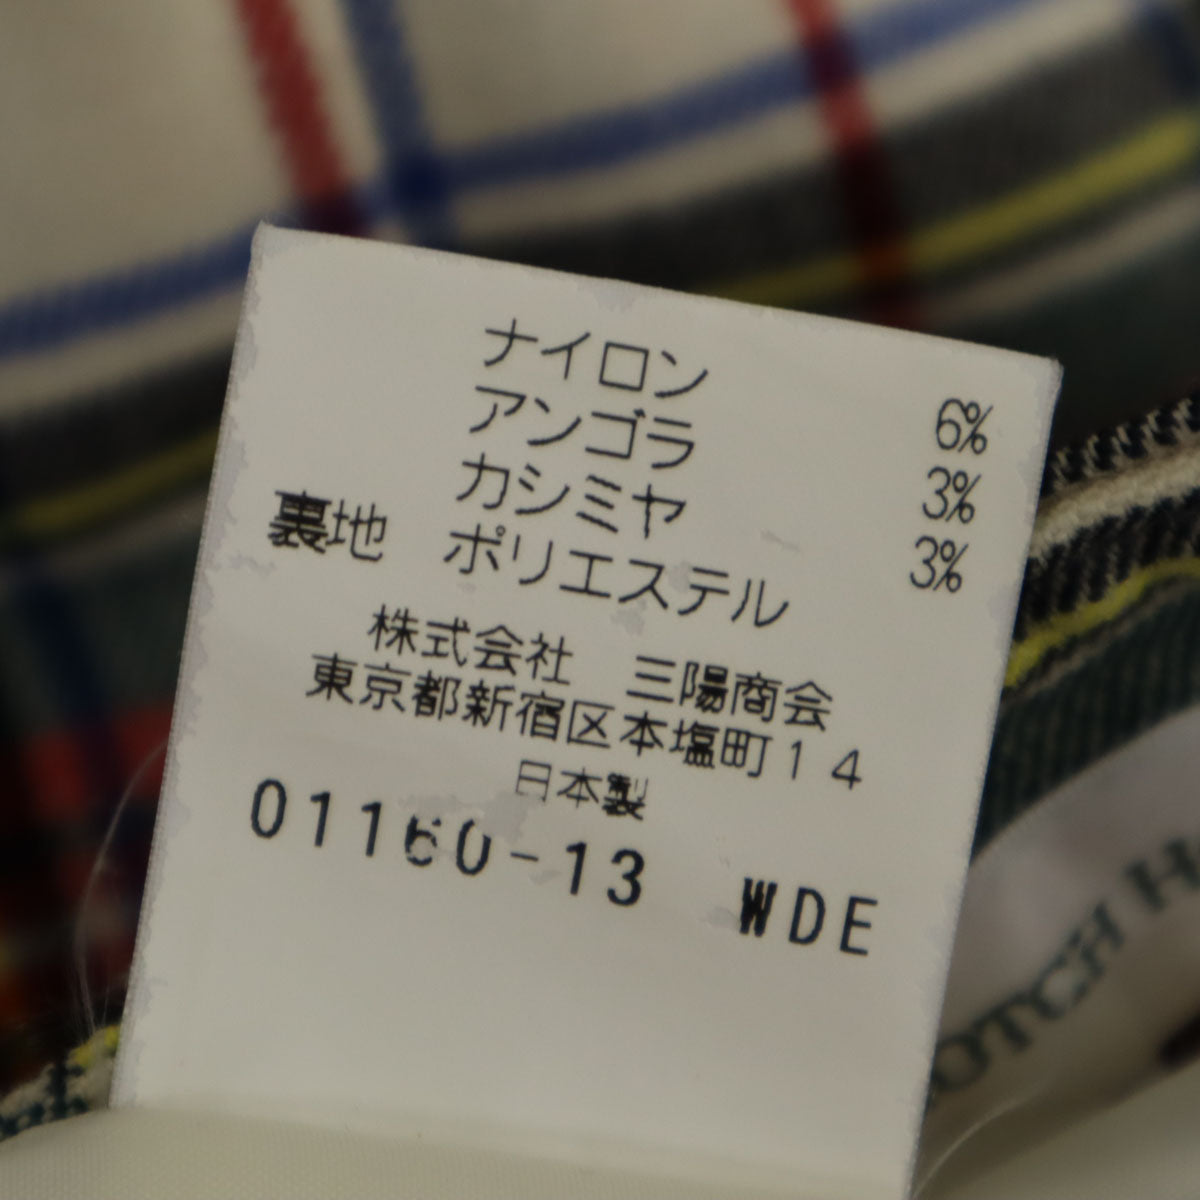 ナイロン 6%
アンゴラ 3%
カシミヤ 3%
裏地 ポリエステル
株式会社 三陽商会
東京都新宿区本塩町14
日本製
01160-13 WDE
OTCH H